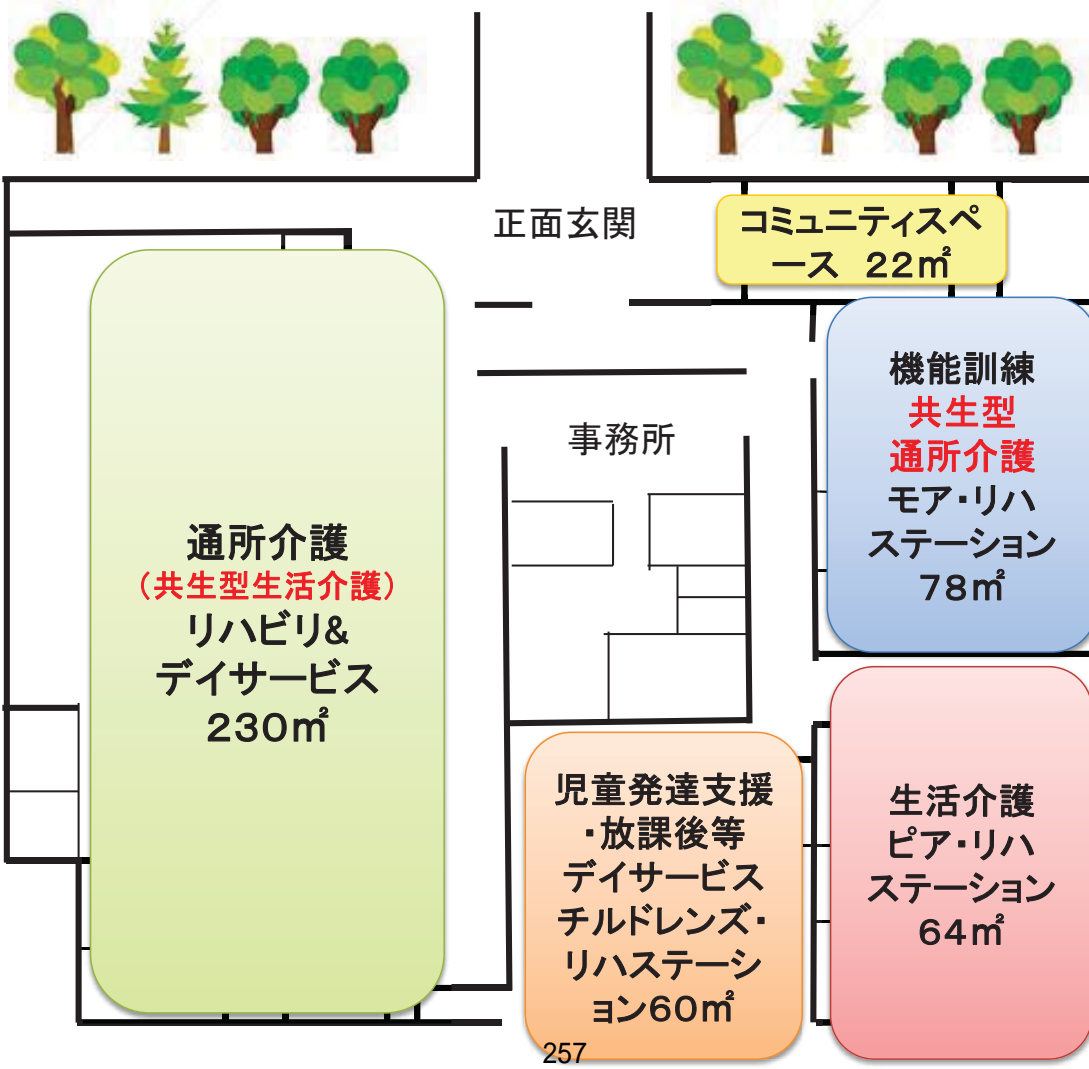 正面玄関
コミュニティスペ
ース 22㎡
機能訓練
共生型
通所介護
モア・リハ
ステーション
78㎡
事務所
通所介護
（共生型生活介護）
リハビリ&
デイサービス
230㎡
児童発達支援
・放課後等
デイサービス
チルドレンズ・
リハステーシ
ョン60㎡
生活介護
ピア・リハ
ステーション
64㎡
257